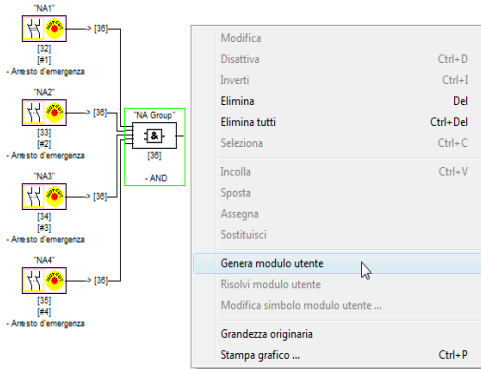 "NA1"
> [36]
[32]
[#1]
- Arresto d'emergenza
"NA2"
> [36]
[33]
[#2]
- Arresto d'emergenza
"NA3"
> [36]
[34]
[#3]
- Arresto d'emergenza
"NA4"
> [36]
[35]
[#4]
- Arresto d'emergenza
"NA Group"
&
[36]
- AND
Modifica
Disattiva Ctrl+D
Inverti Ctrl+I
Elimina Del
Elimina tutti Ctrl+Del
Seleziona Ctrl+C
Incolla Ctrl+V
Sposta
Assegna
Sostituisci
Genera modulo utente
Risolvi modulo utente
Modifica simbolo modulo utente ...
Grandezza originaria
Stampa grafico ... Ctrl+P